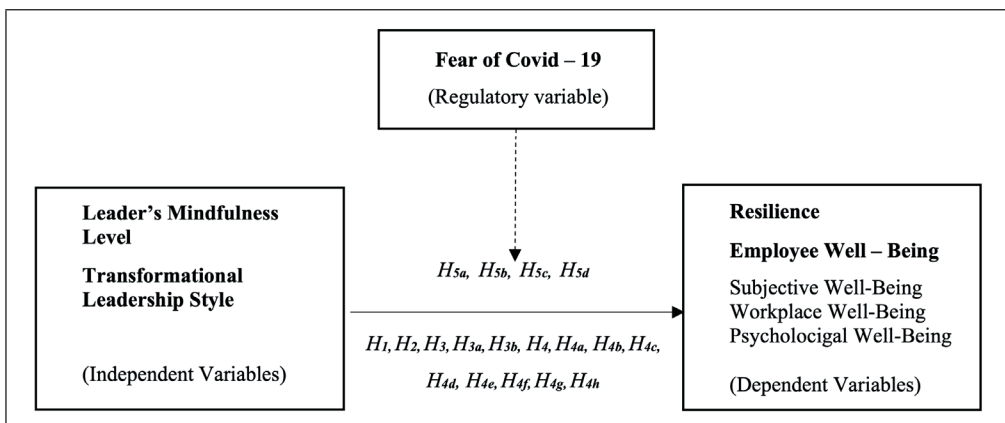 Fear of Covid – 19
(Regulatory variable)
Leader's Mindfulness
Level
Transformational
Leadership Style
(Independent Variables)
H5a, H5b, H5c, H5d
H1, H2, H3, H3a, H3b, H4, H4a, H4b, H4c,
H4d, H4e, H4f, H4g, H4h
Resilience
Employee Well – Being
Subjective Well-Being
Workplace Well-Being
Psycholocigal Well-Being
(Dependent Variables)